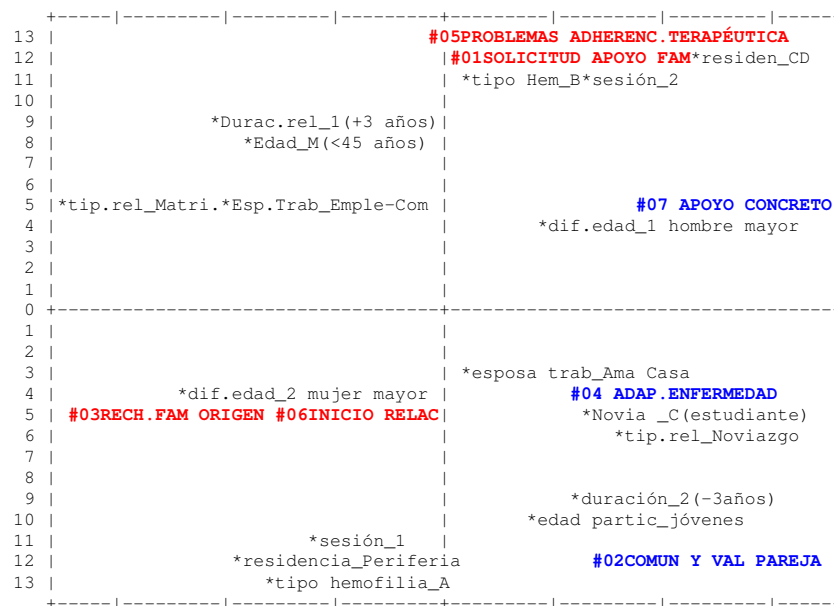 +-----|---------|---------|---------+---------|---------|---------|-----
13 | #05PROBLEMAS ADHERENC.TERAPÉUTICA
12 | |#01SOLICITUD APOYO FAM*residen_CD
11 | | *tipo Hem_B*sesión_2
10 | |
9 | *Durac.rel_1(+3 años)|
8 | *Edad_M(<45 años) |
7 | |
6 | |
5 |*tip.rel_Matri.*Esp.Trab_Emple-Com | #07 APOYO CONCRETO
4 | | *dif.edad_1 hombre mayor
3 | |
2 | |
1 | |
0 +-----------------------------------+-----------------------------------
1 | |
2 | |
3 | | *esposa trab_Ama Casa
4 | *dif.edad_2 mujer mayor | #04 ADAP.ENFERMEDAD
5 | #03RECH.FAM ORIGEN #06INICIO RELAC| *Novia _C(estudiante)
6 | | *tip.rel_Noviazgo
7 | |
8 | |
9 | | *duración_2(-3años)
10 | | *edad partic_jóvenes
11 | *sesión_1 |
12 | *residencia_Periferia #02COMUN Y VAL PAREJA
13 | *tipo hemofilia_A
+-----|---------|---------|---------+---------|---------|---------|-----